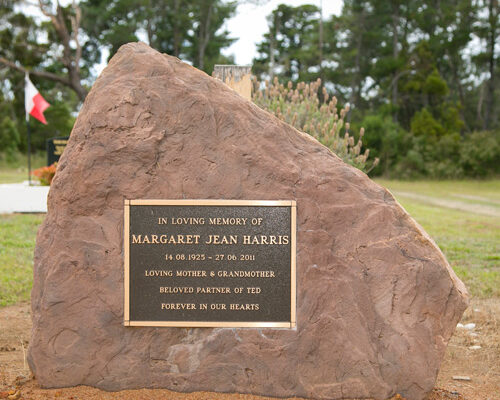 IN LOVING MEMORY OF
MARGARET JEAN HARRIS
14.08.1925 - 27.06.2011
LOVING MOTHER & GRANDMOTHER
BELOVED PARTNER OF TED
FOREVER IN OUR HEARTS